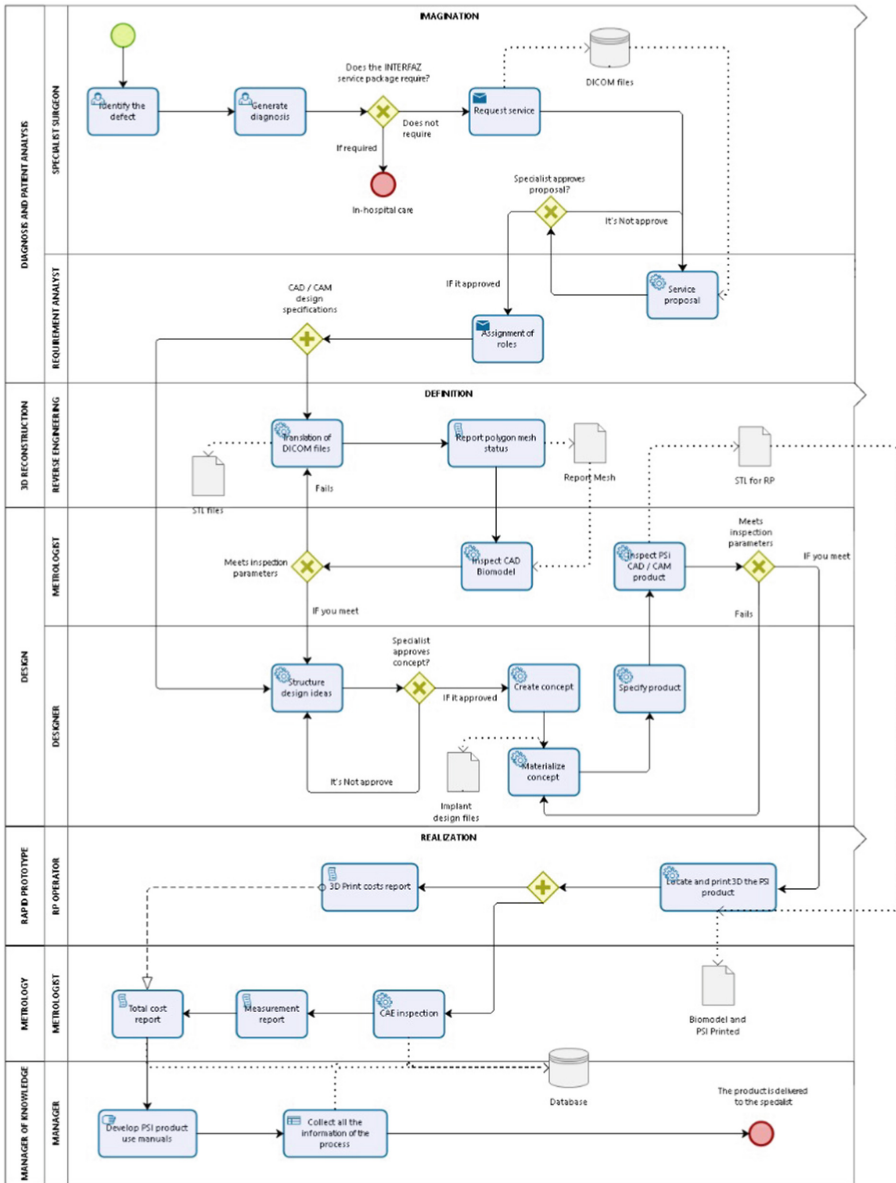 IMAGINATION
DIAGNOSIS AND PATIENT ANALYSIS
SPECIALIST SURGEON
Identify the
defect
Generate
diagnosis
Does the INTERFAZ
service package require?
Does not
require
If required
In-hospital care
Request service
DICOM files
Specialist approves
proposal?
It's Not approve
IF it approved
REQUIREMENT ANALYST
Service
proposal
Assignment of
roles
CAD / CAM
design
specifications
DEFINITION
3D RECONSTRUCTION
REVERSE ENGINEERING
Translation of
DICOM files
Report polygon mesh
status
Report Mesh
STL files
STL for RP
Fails
DESIGN
METROLOGIST
Meets inspection
parameters
Inspect CAD
Biomodel
Inspect PSI
CAD / CAM
product
Meets
inspection
parameters
IF you meet
Fails
IF you meet
DESIGNER
Structure
design ideas
Specialist
approves
concept?
IF it approved
Create concept
Specify product
It's Not approve
Materialize
concept
Implant
design files
REALIZATION
RAPID PROTOTYPE
RP OPERATOR
3D Print costs report
Locate and print 3D the PSI
product
METROLOGY
METROLOGIST
Total cost
report
Measurement
report
CAE inspection
Biomodel and
PSI Printed
Database
MANAGER OF KNOWLEDGE
MANAGER
Develop PSI product
use manuals
Collect all the
information of the
process
The product is delivered
to the specialist